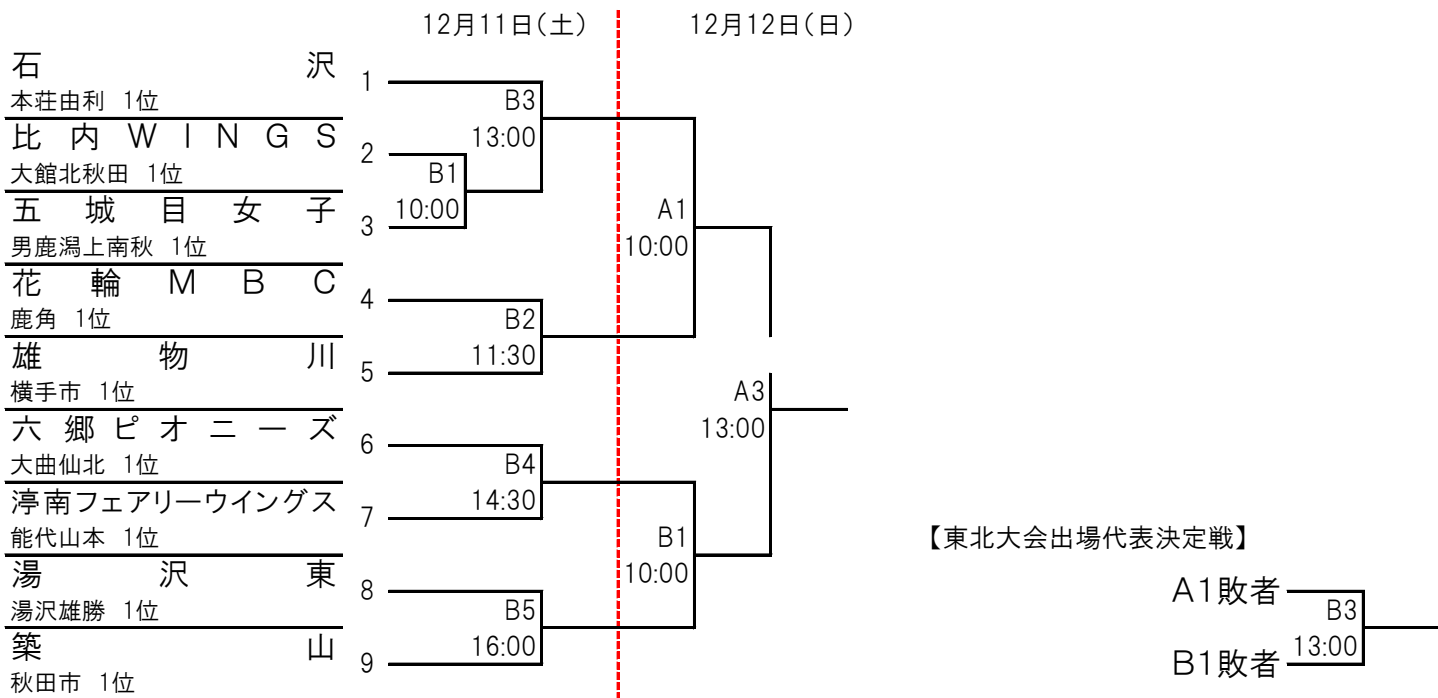 12月11日(土)
12月12日(日)
石沢
本荘由利 1位
1
B3
13:00
比内WINGS
大館北秋田 1位
2
B1
10:00
五城目女子
男鹿潟上南秋 1位
3
A1
10:00
花輪MBC
鹿角 1位
4
B2
11:30
雄物川
横手市 1位
5
A3
13:00
六郷ピオニーズ
大曲仙北 1位
6
B4
14:30
渟南フェアリーウイングス
能代山本 1位
7
B1
10:00
湯沢東
湯沢雄勝 1位
8
B5
16:00
築山
秋田市 1位
9
【東北大会出場代表決定戦】
A1敗者
B3
13:00
B1敗者